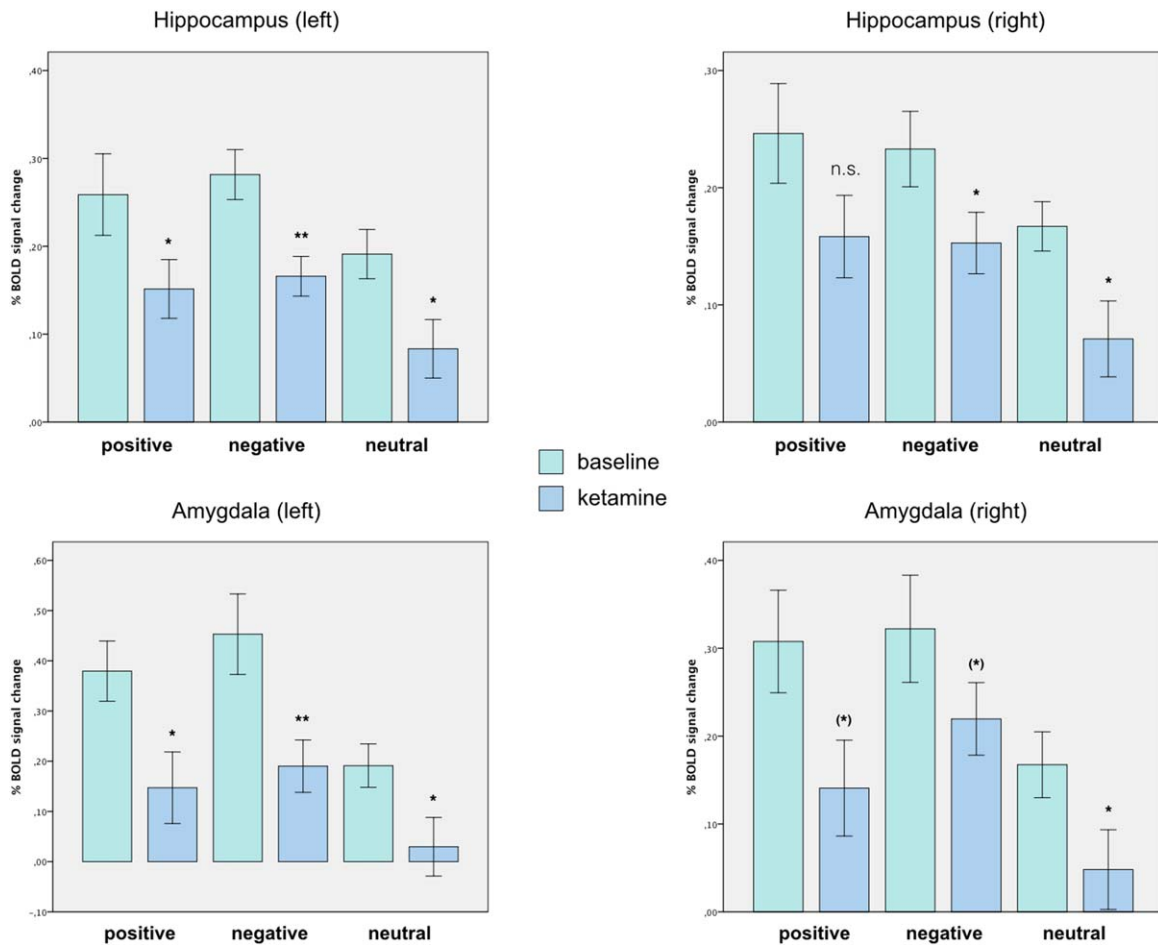 Hippocampus (left)
% BOLD signal change
,40
,30
,20
,10
,00
*
**
*
positive negative neutral
Hippocampus (right)
% BOLD signal change
,30
,20
,10
,00
n.s.
*
*
positive negative neutral
baseline
ketamine
Amygdala (left)
% BOLD signal change
,60
,50
,40
,30
,20
,10
,00
-,10
*
**
*
positive negative neutral
Amygdala (right)
% BOLD signal change
,40
,30
,20
,10
,00
(*)
(*)
*
positive negative neutral